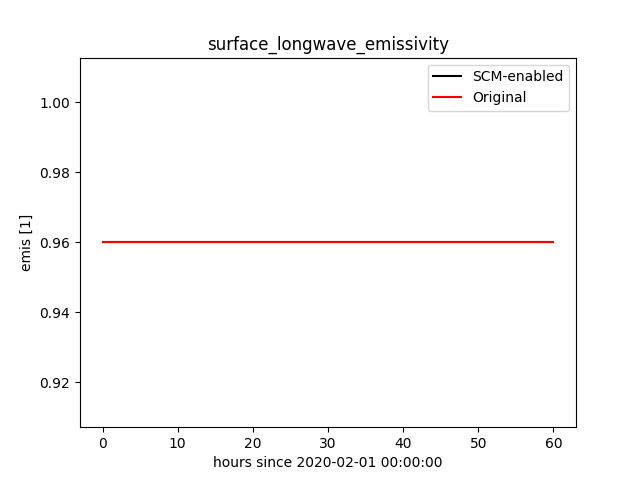 surface_longwave_emissivity
SCM-enabled
Original
1.00
0.98
0.96
0.94
0.92
emis [1]
0 10 20 30 40 50 60
hours since 2020-02-01 00:00:00